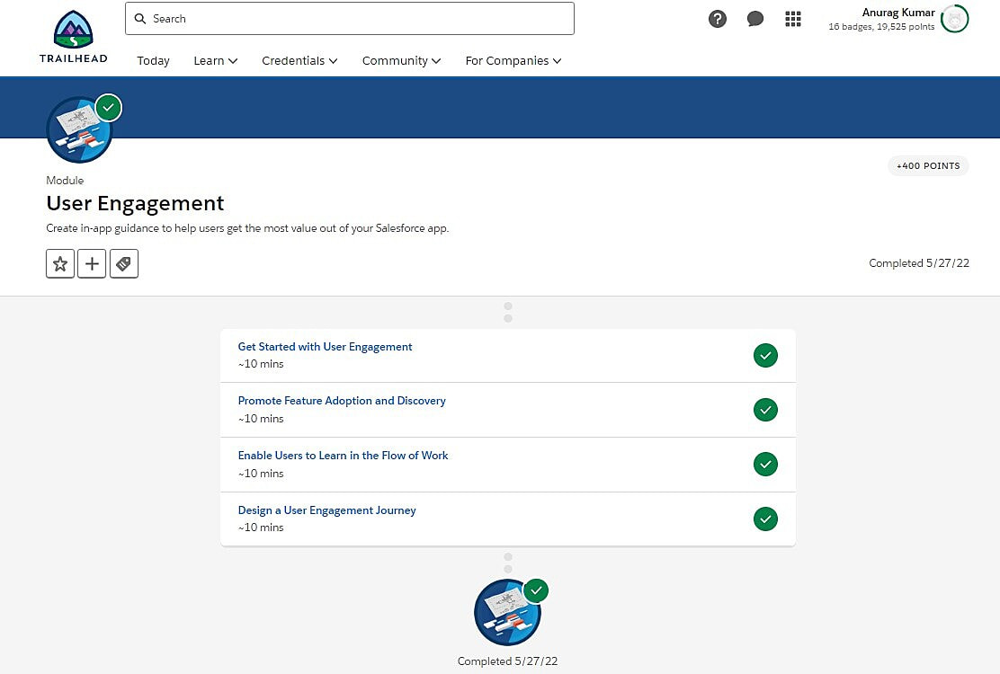 Search
Anurag Kumar
16 badges, 19,525 points
TRAILHEAD
Today Learn Credentials Community For Companies
+400 POINTS
Module
User Engagement
Create in-app guidance to help users get the most value out of your Salesforce app.
Completed 5/27/22
Get Started with User Engagement
~10 mins
Promote Feature Adoption and Discovery
~10 mins
Enable Users to Learn in the Flow of Work
~10 mins
Design a User Engagement Journey
~10 mins
Completed 5/27/22